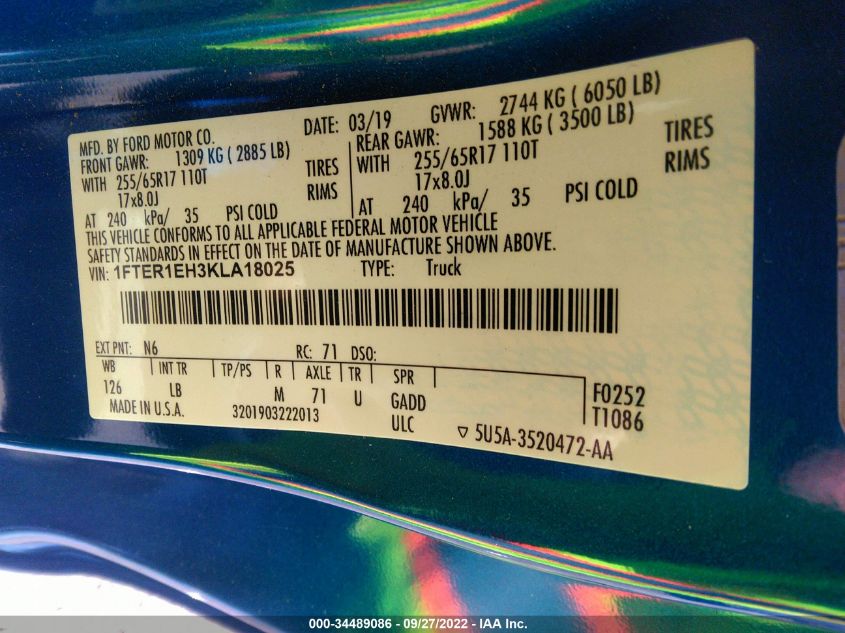 MFD. BY FORD MOTOR CO.
DATE: 03/19 GVWR: 2744 KG ( 6050 LB)
FRONT GAWR: 1309 KG ( 2885 LB) REAR GAWR: 1588 KG ( 3500 LB)
WITH 255/65R17 110T TIRES WITH 255/65R17 110T TIRES
17x8.0J RIMS 17x8.0J RIMS
AT 240 kPa/ 35 PSI COLD AT 240 kPa/ 35 PSI COLD
THIS VEHICLE CONFORMS TO ALL APPLICABLE FEDERAL MOTOR VEHICLE
SAFETY STANDARDS IN EFFECT ON THE DATE OF MANUFACTURE SHOWN ABOVE.
VIN: 1FTER1EH3KLA18025 TYPE: Truck
EXT PNT: N6 RC: 71 DSO:
WB INT TR TP/PS R AXLE TR SPR
126 LB M 71 U GADD F0252
MADE IN U.S.A. 3201903222013 ULC T1086
▽ 5U5A-3520472-AA
000-34489086 - 09/27/2022 - IAA Inc.